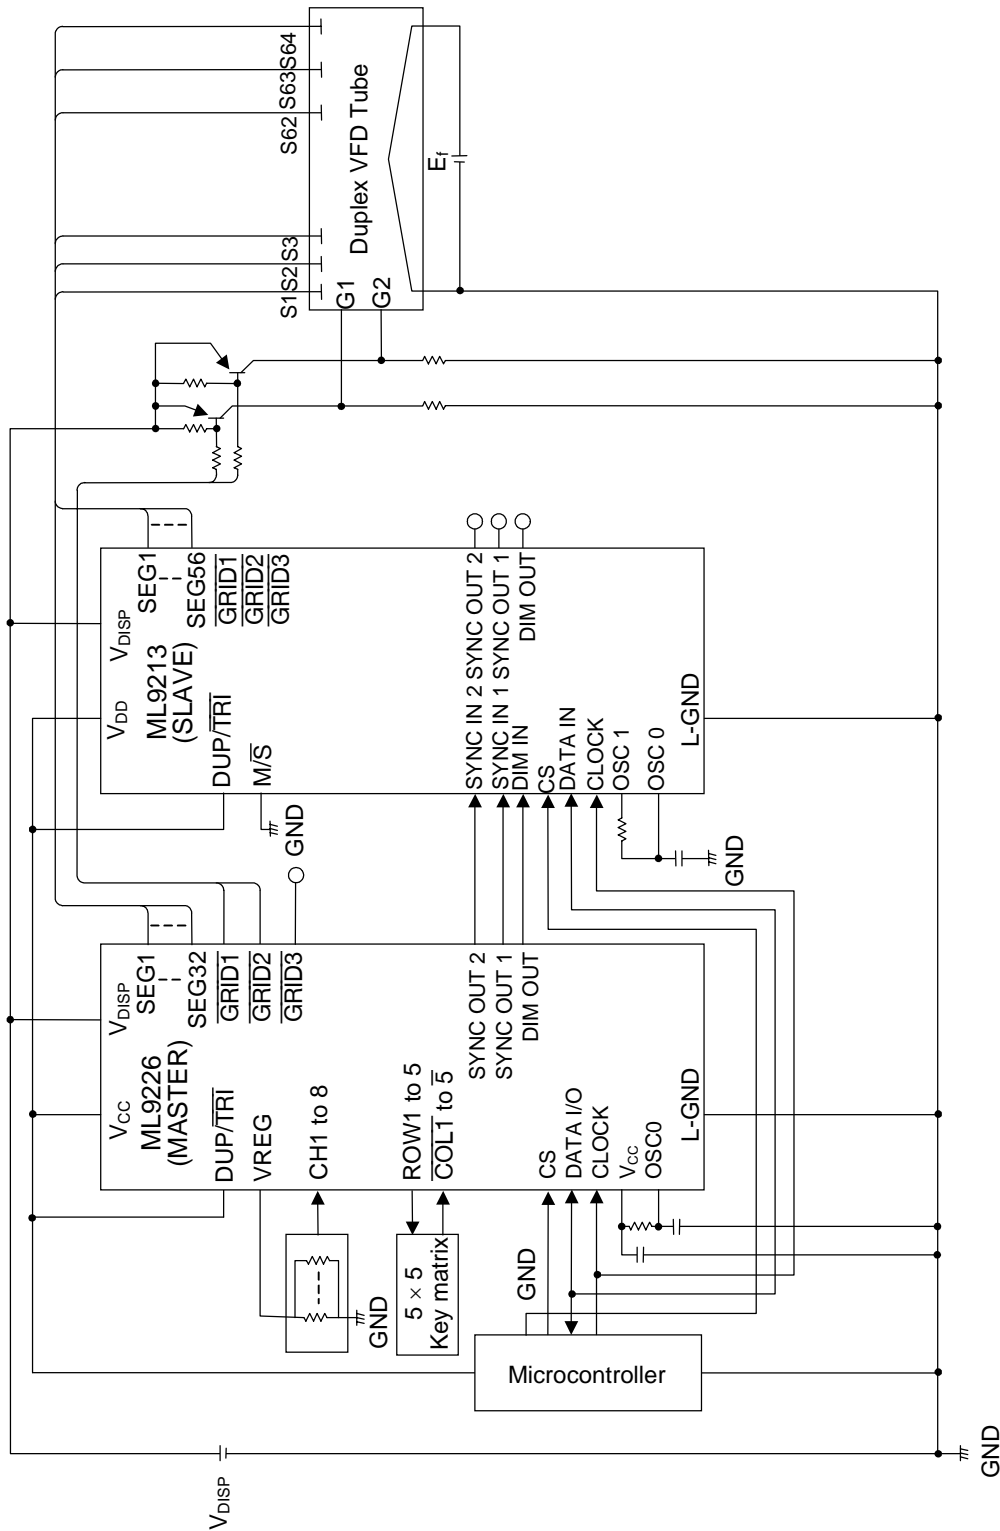 S1
S2
S3
S62
S63
S64
Duplex VFD Tube
G1
G2
Ef
VDISP
VDD
ML9213
(SLAVE)
DUP/TRI
M/S
GND
SEG1
SEG56
GRID1
GRID2
GRID3
SYNC IN 2 SYNC OUT 2
SYNC IN 1 SYNC OUT 1
DIM IN
DIM OUT
CS
DATA IN
CLOCK
OSC 1
OSC 0
L-GND
GND
GND
VDISP
VCC
ML9226
(MASTER)
DUP/TRI
VREG
CH1 to 8
ROW1 to 5
COL1 to 5
SEG1
SEG32
GRID1
GRID2
GRID3
SYNC OUT 2
SYNC OUT 1
DIM OUT
CS
DATA I/O
CLOCK
VCC
OSC0
L-GND
GND
5 × 5
Key matrix
Microcontroller
VDISP
GND